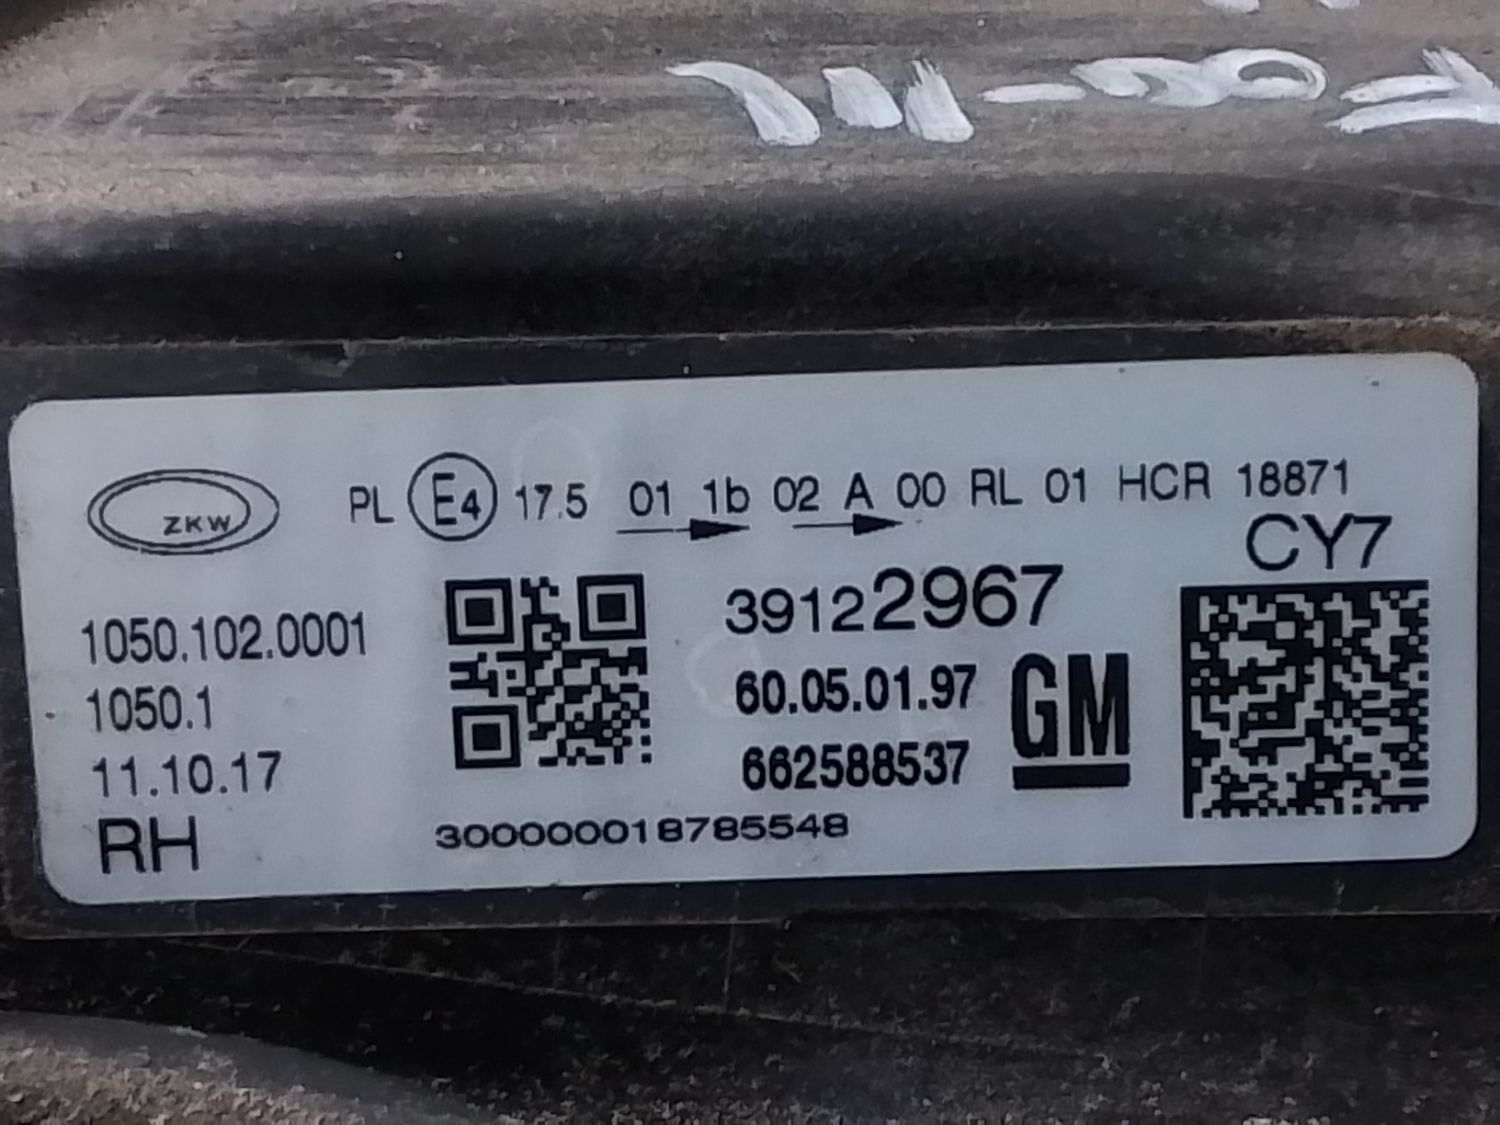 ZKW PL E4 17.5 01 1b 02 A 00 RL 01 HCR 18871
CY7
1050.102.0001
1050.1
11.10.17
RH
39122967
60.05.01.97
662588537
GM
300000018785548